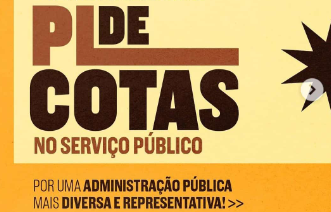 PL DE
COTAS
NO SERVIÇO PÚBLICO
POR UMA ADMINISTRAÇÃO PÚBLICA
MAIS DIVERSA E REPRESENTATIVA! >>